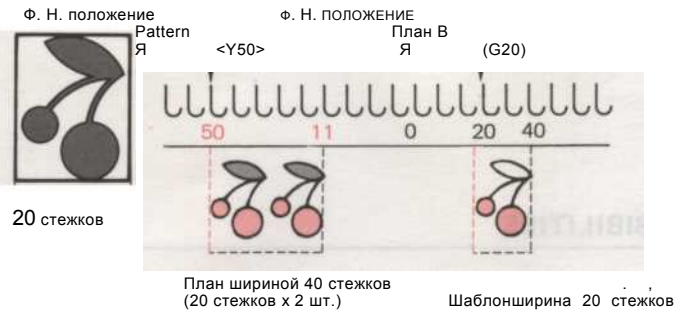 Ф. Н. положение
Ф. Н. ПОЛОЖЕНИЕ
Pattern
План В
Я <Y50>
Я (G20)
50 11 0 20 40
20 стежков
План шириной 40 стежков
(20 стежков х 2 шт.)
. ,
Шаблонширина 20 стежков